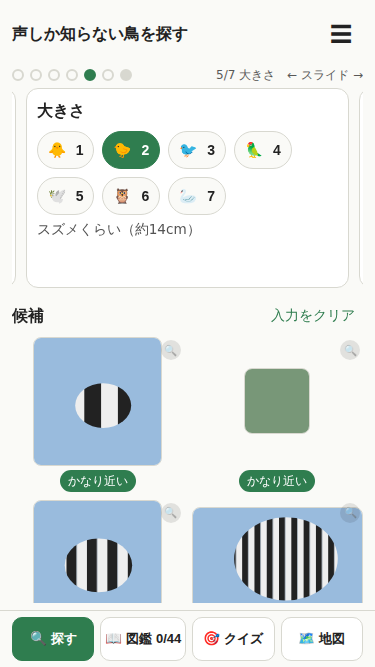 声しか知らない鳥を探す
5/7 大きさ ← スライド →
大きさ
1 2 3 4
5 6 7
スズメくらい（約14cm）
候補 入力をクリア
かなり近い かなり近い
探す 図鑑 0/44 クイズ 地図